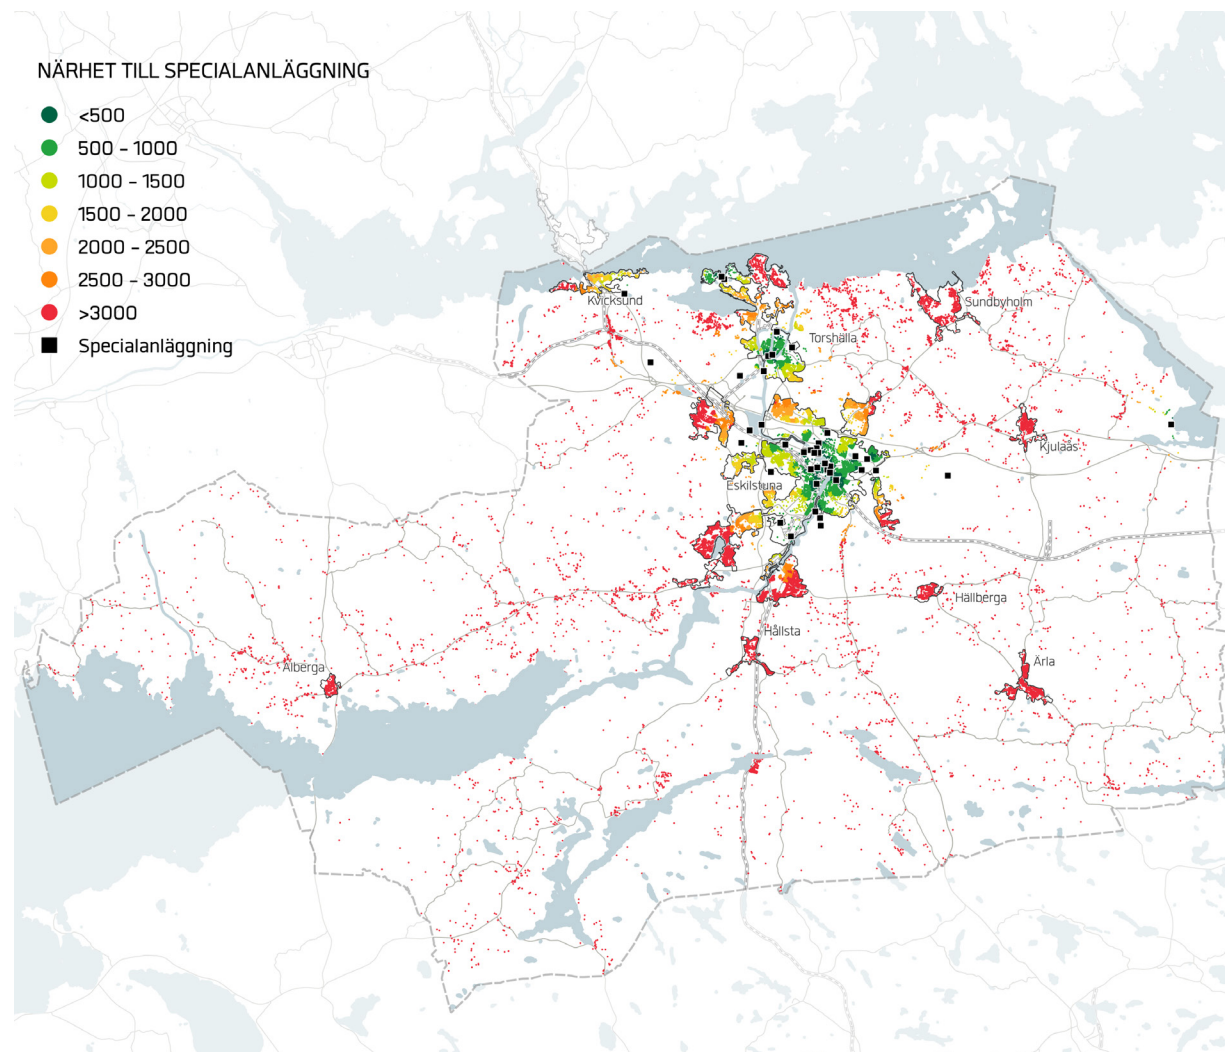 NÄRHET TILL SPECIALANLÄGGNING
<500
500 – 1000
1000 – 1500
1500 – 2000
2000 – 2500
2500 – 3000
>3000
Specialanläggning
Kvicksund
Sundbyholm
Torshälla
Kjulaås
Eskilstuna
Hällberga
Hållsta
Ärla
Alberga